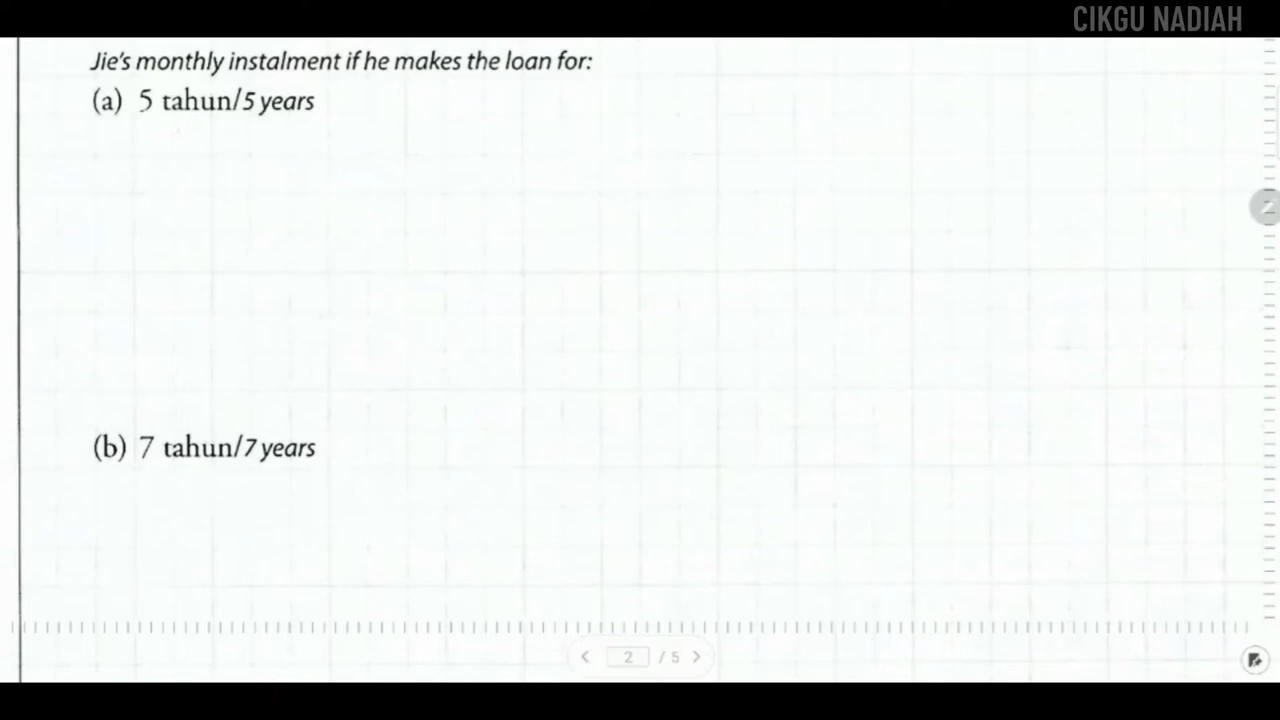 CIKGU NADIAH
Jie's monthly instalment if he makes the loan for:
(a) 5 tahun/5 years
(b) 7 tahun/7 years
2 / 5